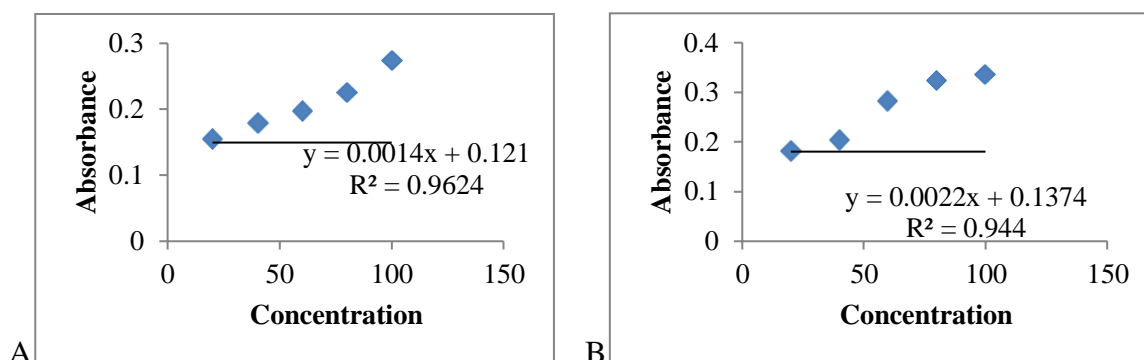 0.3
0.2
0.1
0
0
50
100
150
Absorbance
Concentration
y = 0.0014x + 0.121
R² = 0.9624
A
0.4
0.3
0.2
0.1
0
0
50
100
150
Absorbance
Concentration
y = 0.0022x + 0.1374
R² = 0.944
B